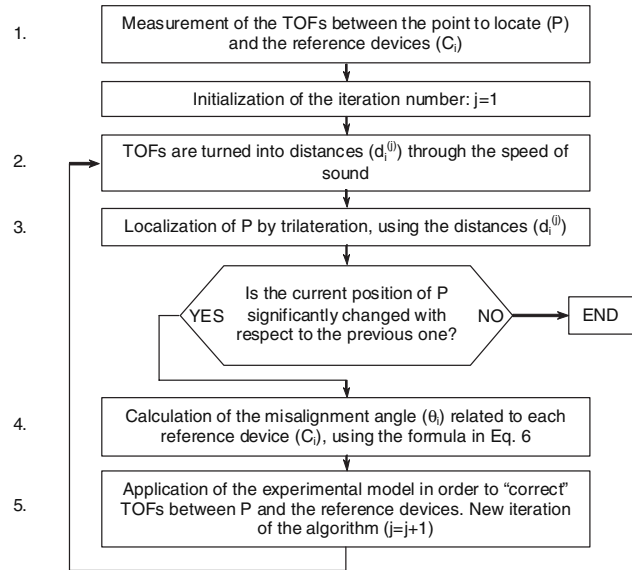 1.
Measurement of the TOFs between the point to locate (P)
and the reference devices (Cᵢ)
Initialization of the iteration number: j=1
2.
TOFs are turned into distances (dᵢ⁽ʲ⁾) through the speed of
sound
3.
Localization of P by trilateration, using the distances (dᵢ⁽ʲ⁾)
Is the current position of P
YES significantly changed with NO
respect to the previous one?
END
4.
Calculation of the misalignment angle (θᵢ) related to each
reference device (Cᵢ), using the formula in Eq. 6
5.
Application of the experimental model in order to “correct”
TOFs between P and the reference devices. New iteration
of the algorithm (j=j+1)